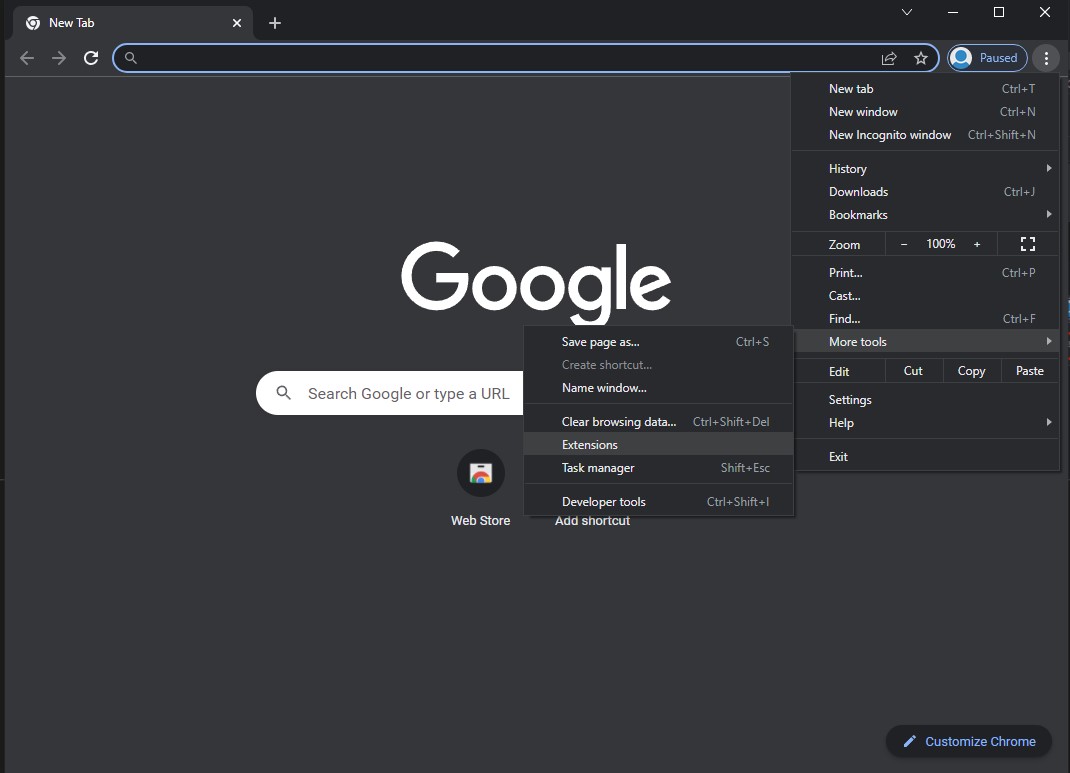 New Tab
Paused
New tab Ctrl+T
New window Ctrl+N
New Incognito window Ctrl+Shift+N
History
Downloads Ctrl+J
Bookmarks
Zoom - 100% +
Print... Ctrl+P
Cast...
Find... Ctrl+F
More tools
Edit Cut Copy Paste
Settings
Help
Exit
Google
Save page as... Ctrl+S
Create shortcut...
Name window...
Clear browsing data... Ctrl+Shift+Del
Extensions
Task manager Shift+Esc
Developer tools Ctrl+Shift+I
Search Google or type a URL
Web Store
Add shortcut
Customize Chrome